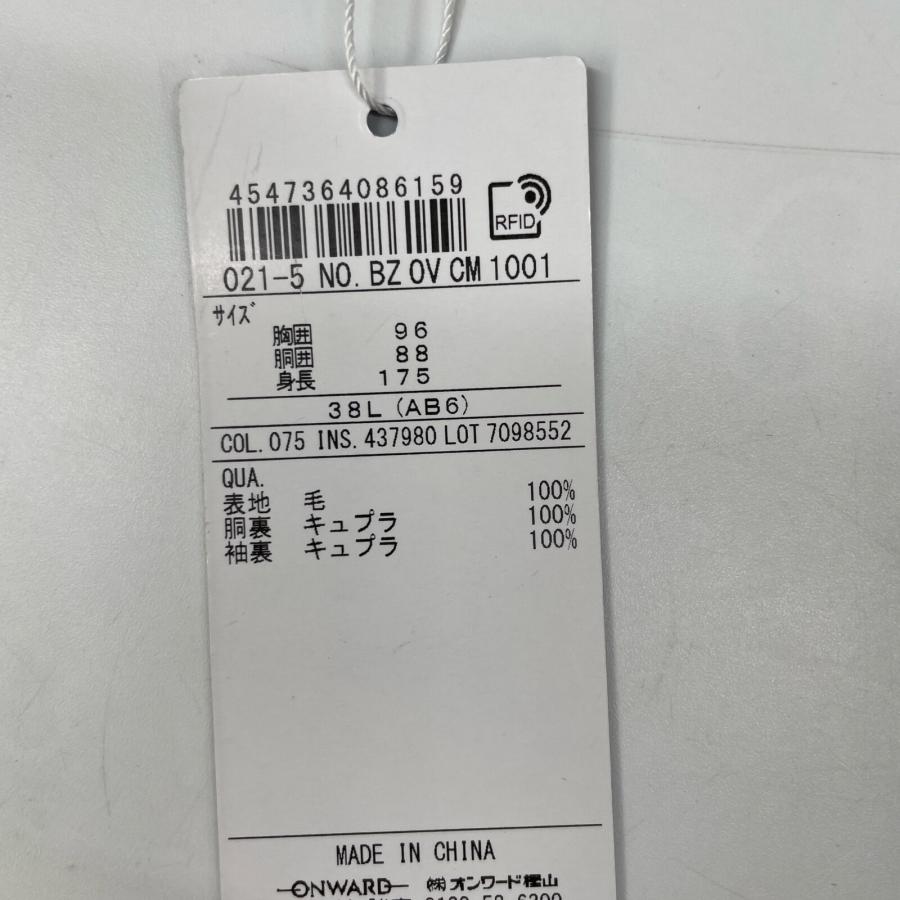 4547364086159
RFID
021-5 NO. BZ OV CM 1001
サイズ
胸囲 96
胴囲 88
身長 175
38L (AB6)
COL. 075 INS. 437980 LOT 7098552
QUA.
表地 毛 100%
胴裏 キュプラ 100%
袖裏 キュプラ 100%
MADE IN CHINA
ONWARD ㈱オンワード樫山